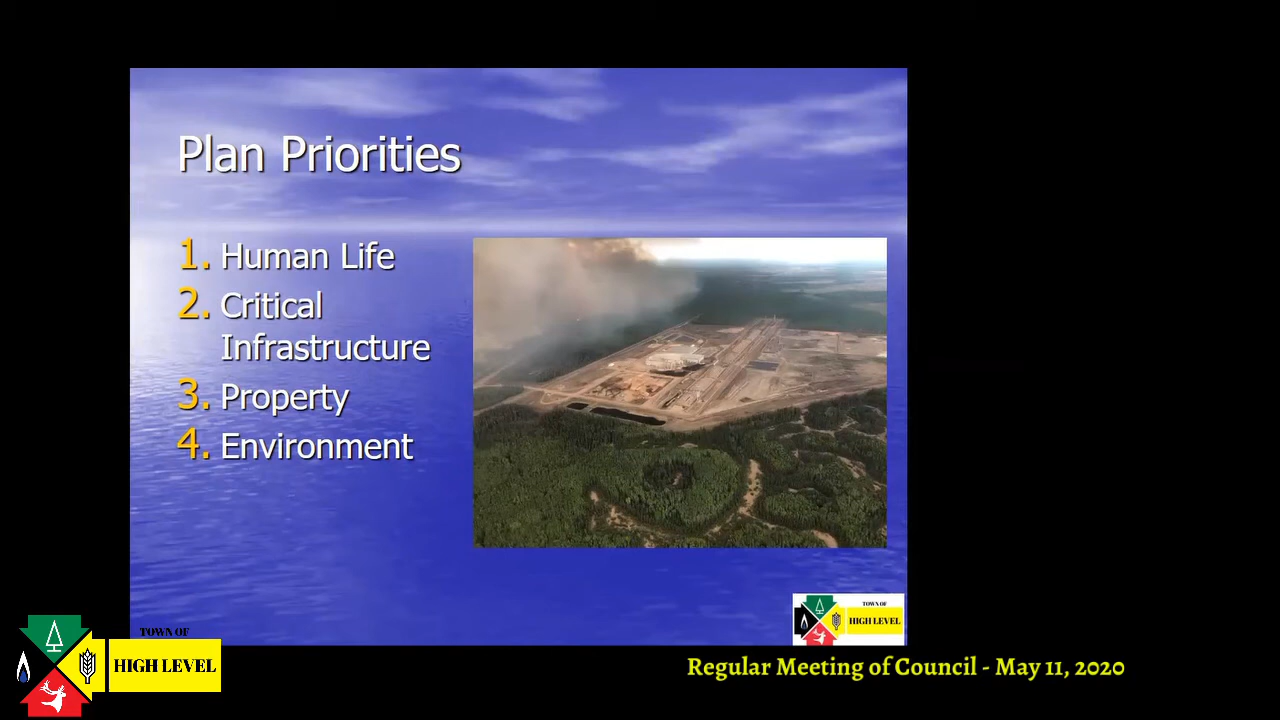 Plan Priorities
1. Human Life
2. Critical
Infrastructure
3. Property
4. Environment
TOWN OF
HIGH LEVEL
TOWN OF
HIGH LEVEL
Regular Meeting of Council - May 11, 2020